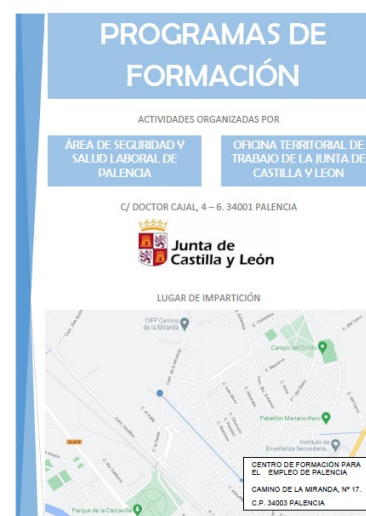 PROGRAMAS DE
FORMACIÓN
ACTIVIDADES ORGANIZADAS POR
ÁREA DE SEGURIDAD Y
SALUD LABORAL DE
PALENCIA
OFICINA TERRITORIAL DE
TRABAJO DE LA JUNTA DE
CASTILLA Y LEON
C/ DOCTOR CAJAL, 4 – 6. 34001 PALENCIA
Junta de
Castilla y León
LUGAR DE IMPARTICIÓN
CIFP Camino
de la Miranda
Campo del Cristo
Pabellón Mariano Haro
Instituto de
Enseñanza Secundaria...
CENTRO DE FORMACIÓN PARA
EL EMPLEO DE PALENCIA
CAMINO DE LA MIRANDA, Nº 17.
C.P. 34003 PALENCIA
Parque de la Carcavilla